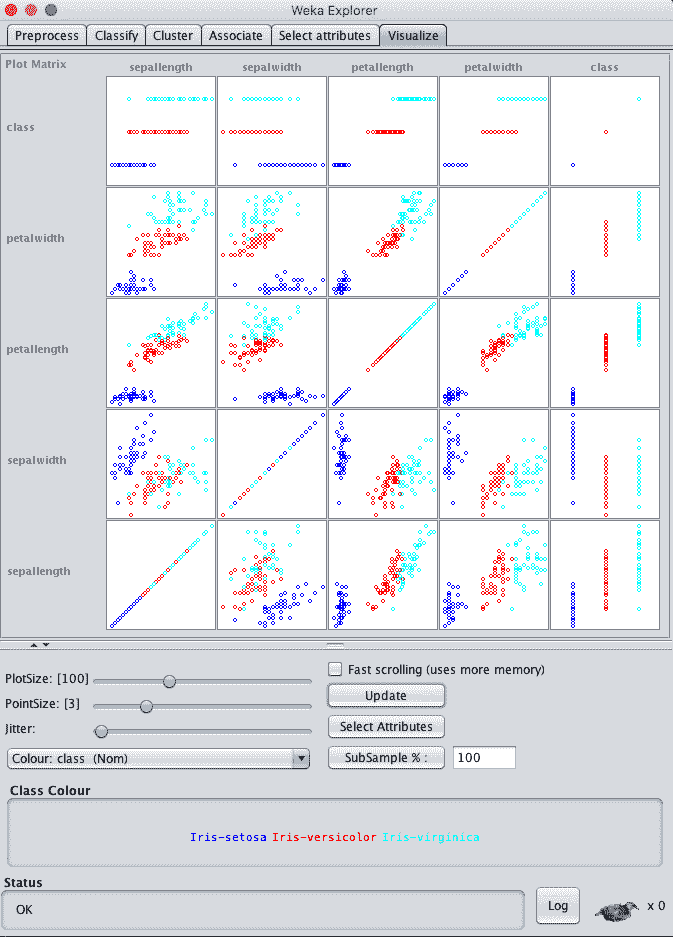 Weka Explorer
Preprocess Classify Cluster Associate Select attributes Visualize
Plot Matrix sepallength sepalwidth petallength petalwidth class
class
petalwidth
petallength
sepalwidth
sepallength
PlotSize: [100] Fast scrolling (uses more memory)
Update
PointSize: [3]
Select Attributes
Jitter:
Colour: class (Nom) SubSample % : 100
Class Colour
Iris-setosa Iris-versicolor Iris-virginica
Status
OK Log x 0